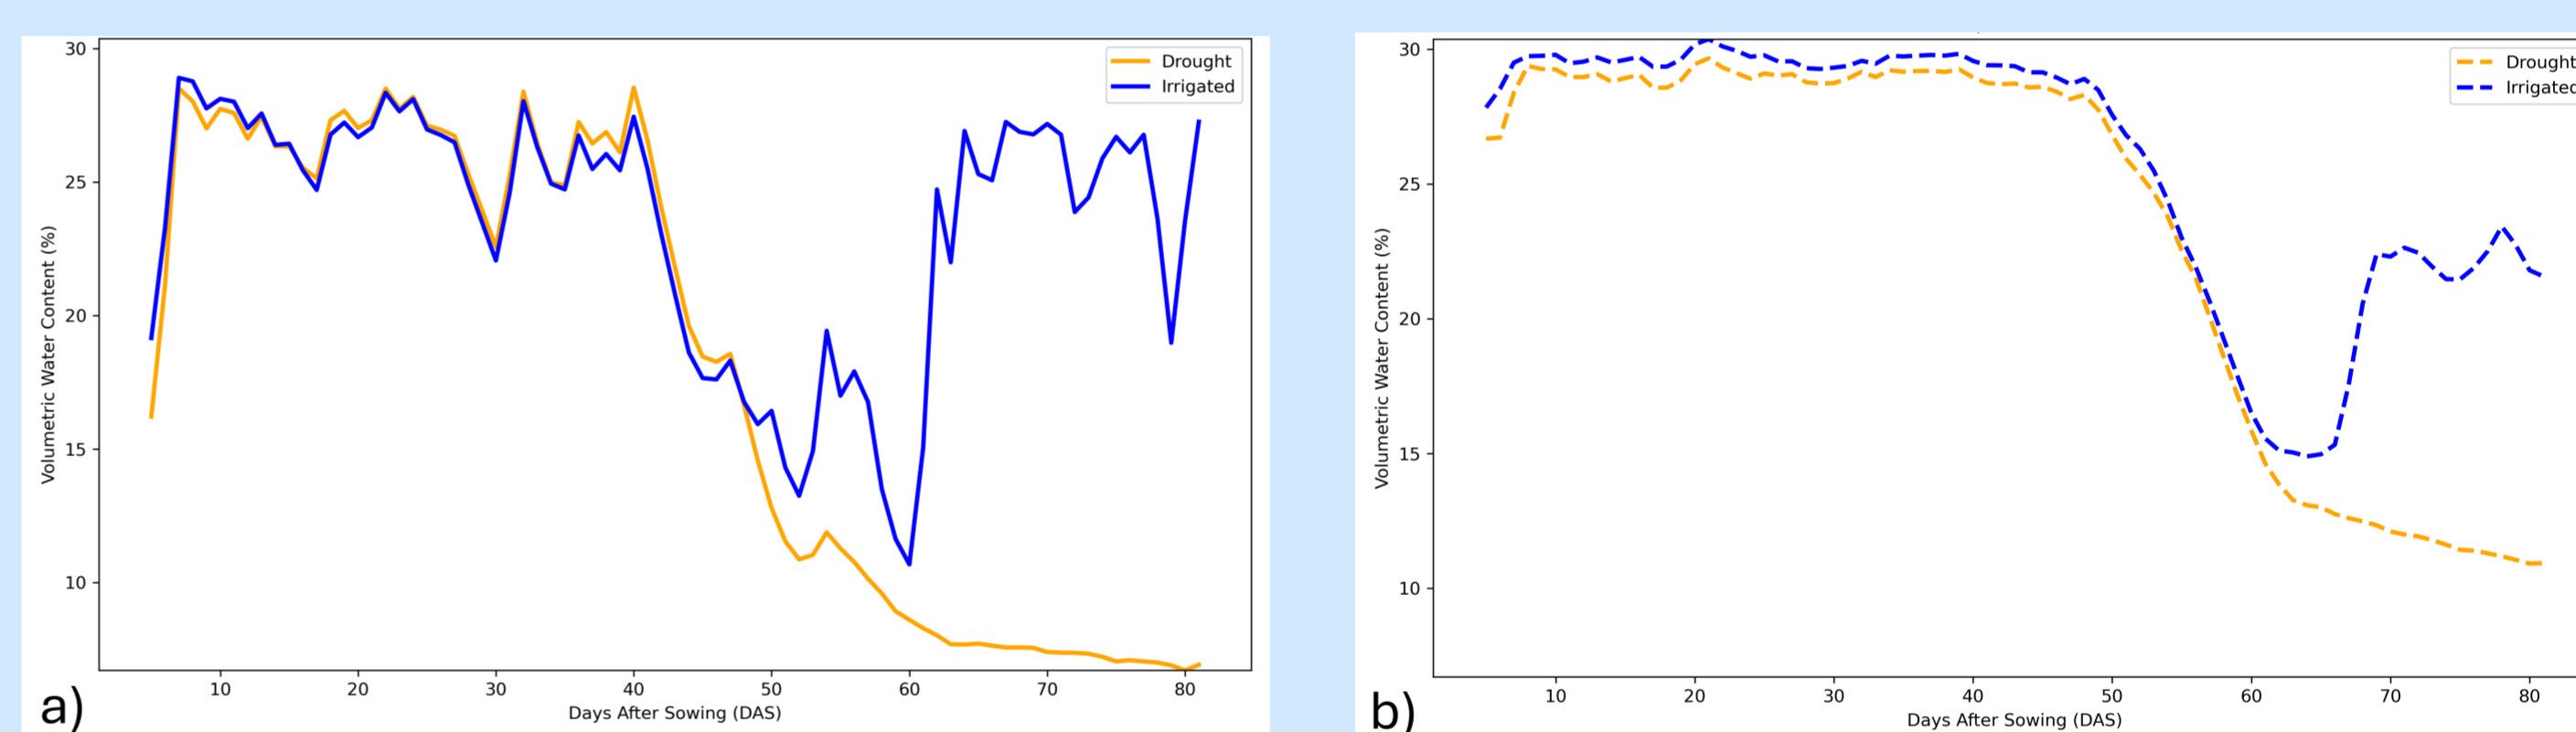 30
25
20
15
10
Volumetric Water Content (%)
Drought
Irrigated
10 20 30 40 50 60 70 80
Days After Sowing (DAS)
a)
30
25
20
15
10
Volumetric Water Content (%)
Drought
Irrigated
10 20 30 40 50 60 70 80
Days After Sowing (DAS)
b)